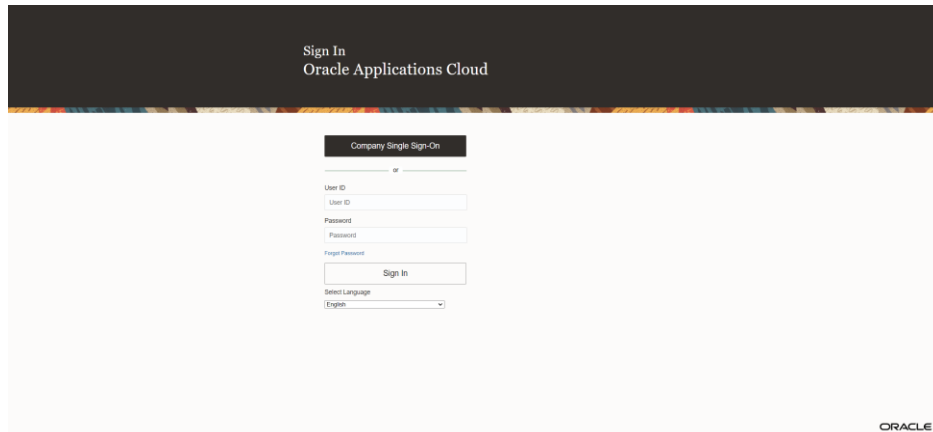 Sign In
Oracle Applications Cloud
Company Single Sign-On
or
User ID
User ID
Password
Password
Forgot Password
Sign In
Select Language
English
ORACLE